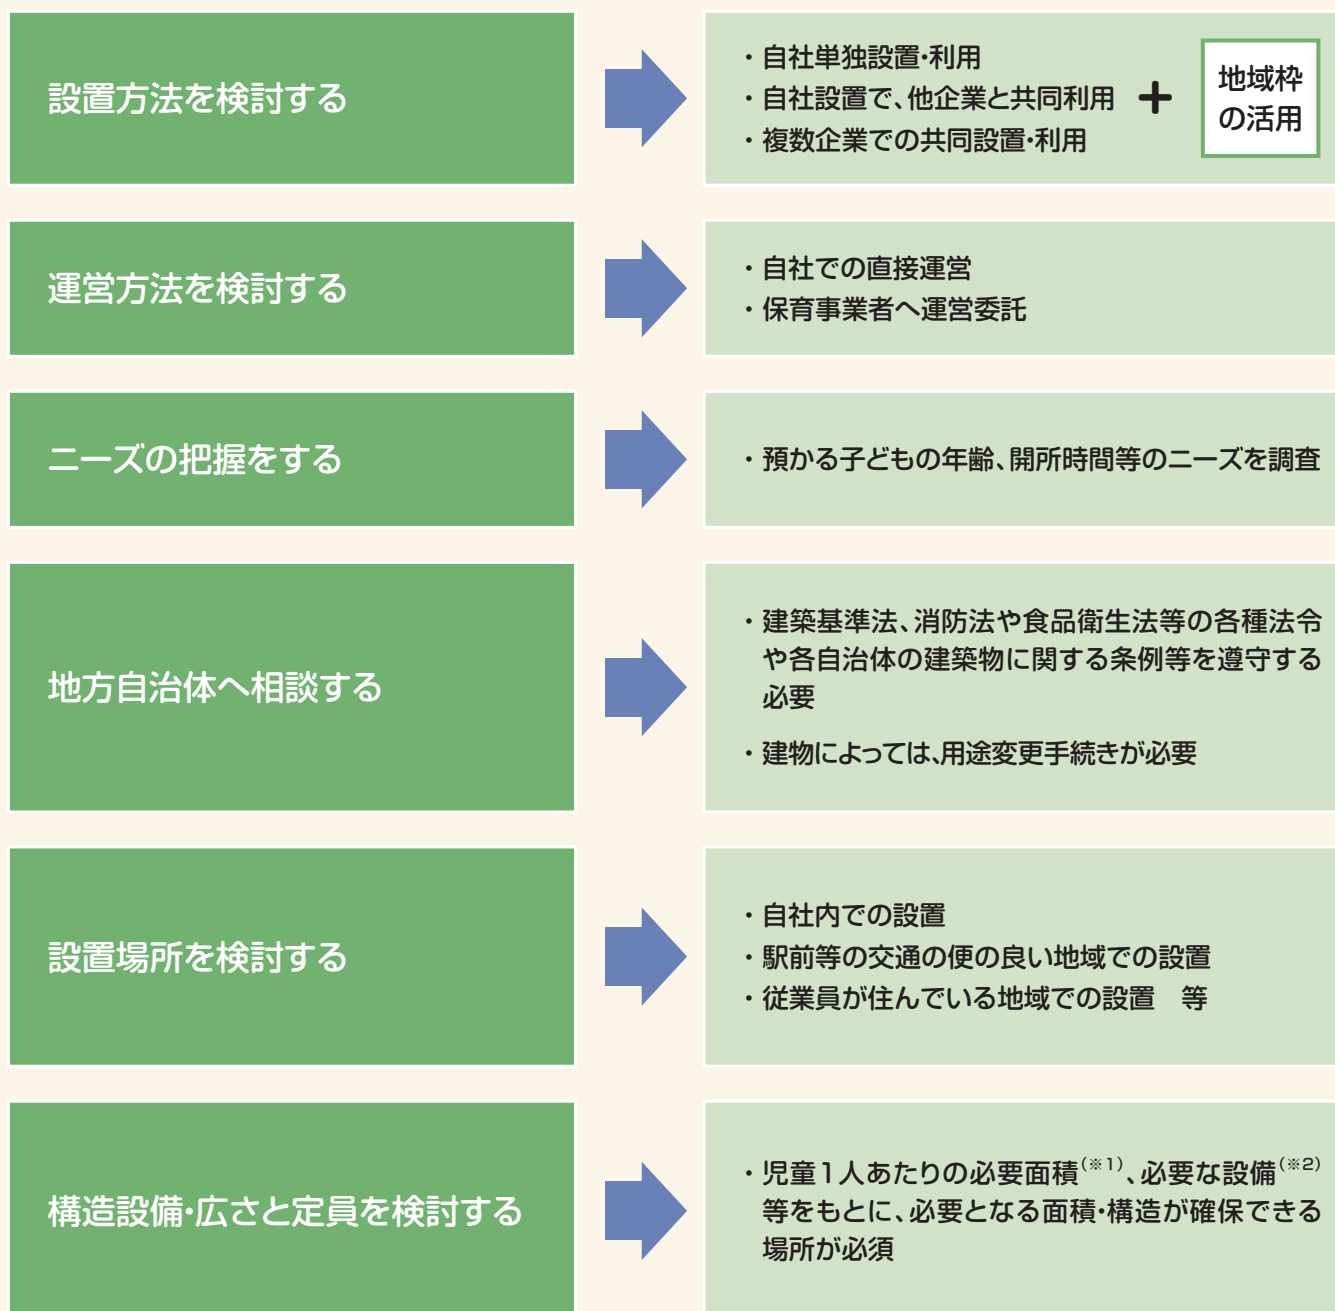 設置方法を検討する
・自社単独設置・利用
・自社設置で、他企業と共同利用
・複数企業での共同設置・利用
＋
地域枠
の活用
運営方法を検討する
・自社での直接運営
・保育事業者へ運営委託
ニーズの把握をする
・預かる子どもの年齢、開所時間等のニーズを調査
地方自治体へ相談する
・建築基準法、消防法や食品衛生法等の各種法令
や各自治体の建築物に関する条例等を遵守する
必要
・建物によっては、用途変更手続きが必要
設置場所を検討する
・自社内での設置
・駅前等の交通の便の良い地域での設置
・従業員が住んでいる地域での設置　等
構造設備・広さと定員を検討する
・児童1人あたりの必要面積(※1)、必要な設備(※2)
等をもとに、必要となる面積・構造が確保できる
場所が必須